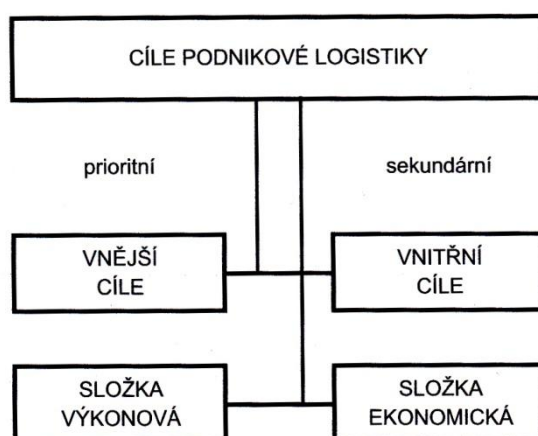 CÍLE PODNIKOVÉ LOGISTIKY
prioritní
sekundární
VNĚJŠÍ
CÍLE
VNITŘNÍ
CÍLE
SLOŽKA
VÝKONOVÁ
SLOŽKA
EKONOMICKÁ